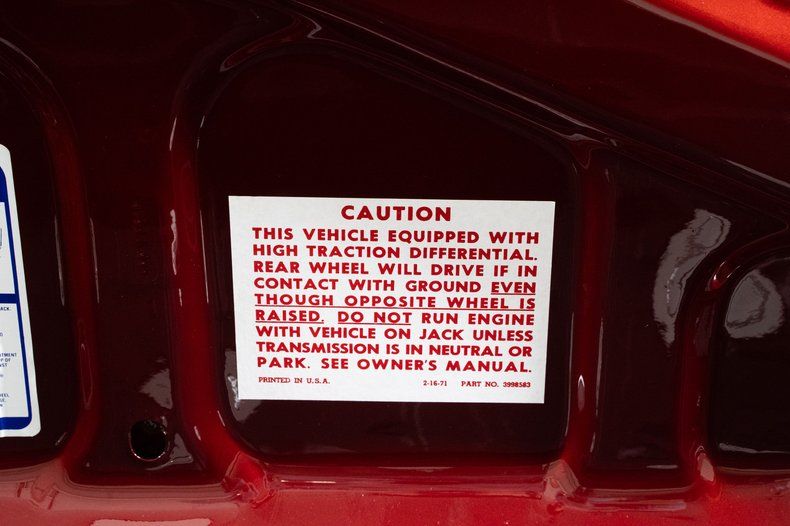 CAUTION
THIS VEHICLE EQUIPPED WITH
HIGH TRACTION DIFFERENTIAL.
REAR WHEEL WILL DRIVE IF IN
CONTACT WITH GROUND EVEN
THOUGH OPPOSITE WHEEL IS
RAISED. DO NOT RUN ENGINE
WITH VEHICLE ON JACK UNLESS
TRANSMISSION IS IN NEUTRAL OR
PARK. SEE OWNER'S MANUAL.
PRINTED IN U.S.A. 2-16-71 PART NO. 3998583